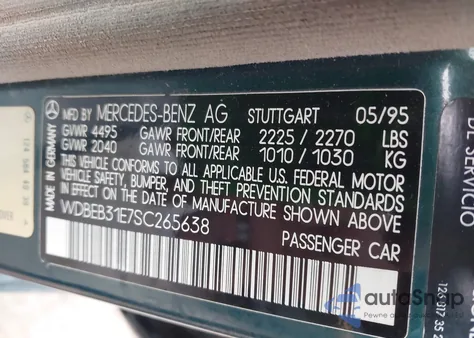 MFD BY MERCEDES-BENZ AG STUTTGART 05/95
GVWR 4495 GAWR FRONT/REAR 2225 / 2270 LBS
GVWR 2040 GAWR FRONT/REAR 1010 / 1030 KG
THIS VEHICLE CONFORMS TO ALL APPLICABLE U.S. FEDERAL MOTOR
VEHICLE SAFETY, BUMPER, AND THEFT PREVENTION STANDARDS
IN EFFECT ON THE DATE OF MANUFACTURE SHOWN ABOVE
WDBEB31E7SC265638
PASSENGER CAR
MADE IN GERMANY
124 584
autoSnap